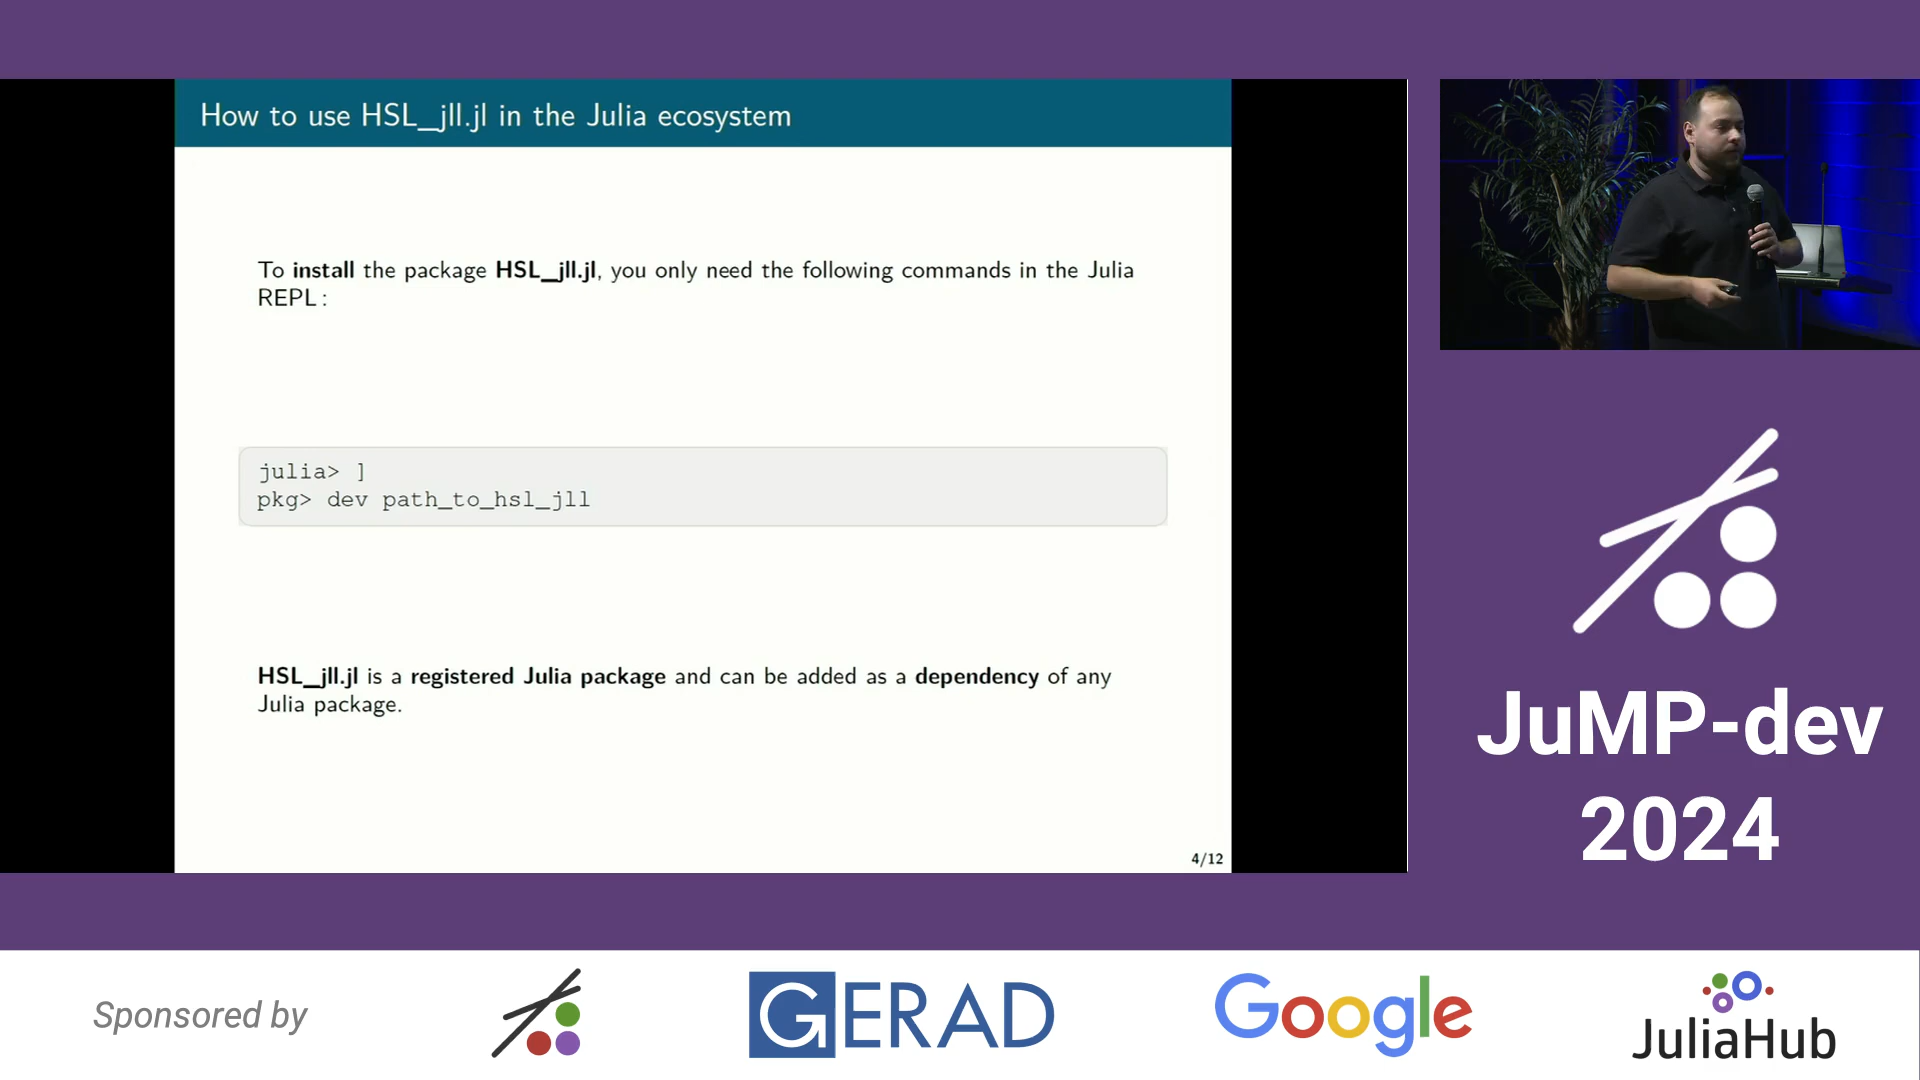 How to use HSL_jll.jl in the Julia ecosystem
To install the package HSL_jll.jl, you only need the following commands in the Julia
REPL :
julia> ]
pkg> dev path_to_hsl_jll
HSL_jll.jl is a registered Julia package and can be added as a dependency of any
Julia package.
4/12
JuMP-dev
2024
Sponsored by
GERAD
Google
JuliaHub